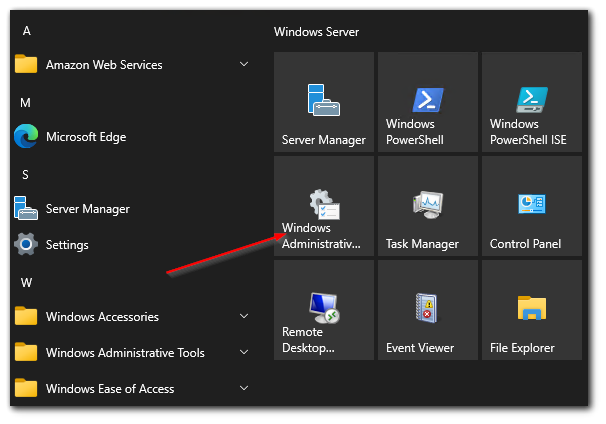 A
Amazon Web Services
M
Microsoft Edge
S
Server Manager
Settings
W
Windows Accessories
Windows Administrative Tools
Windows Ease of Access
Windows Server
Server Manager
Windows
PowerShell
Windows
PowerShell ISE
Windows
Administrativ...
Task Manager
Control Panel
Remote
Desktop...
Event Viewer
File Explorer